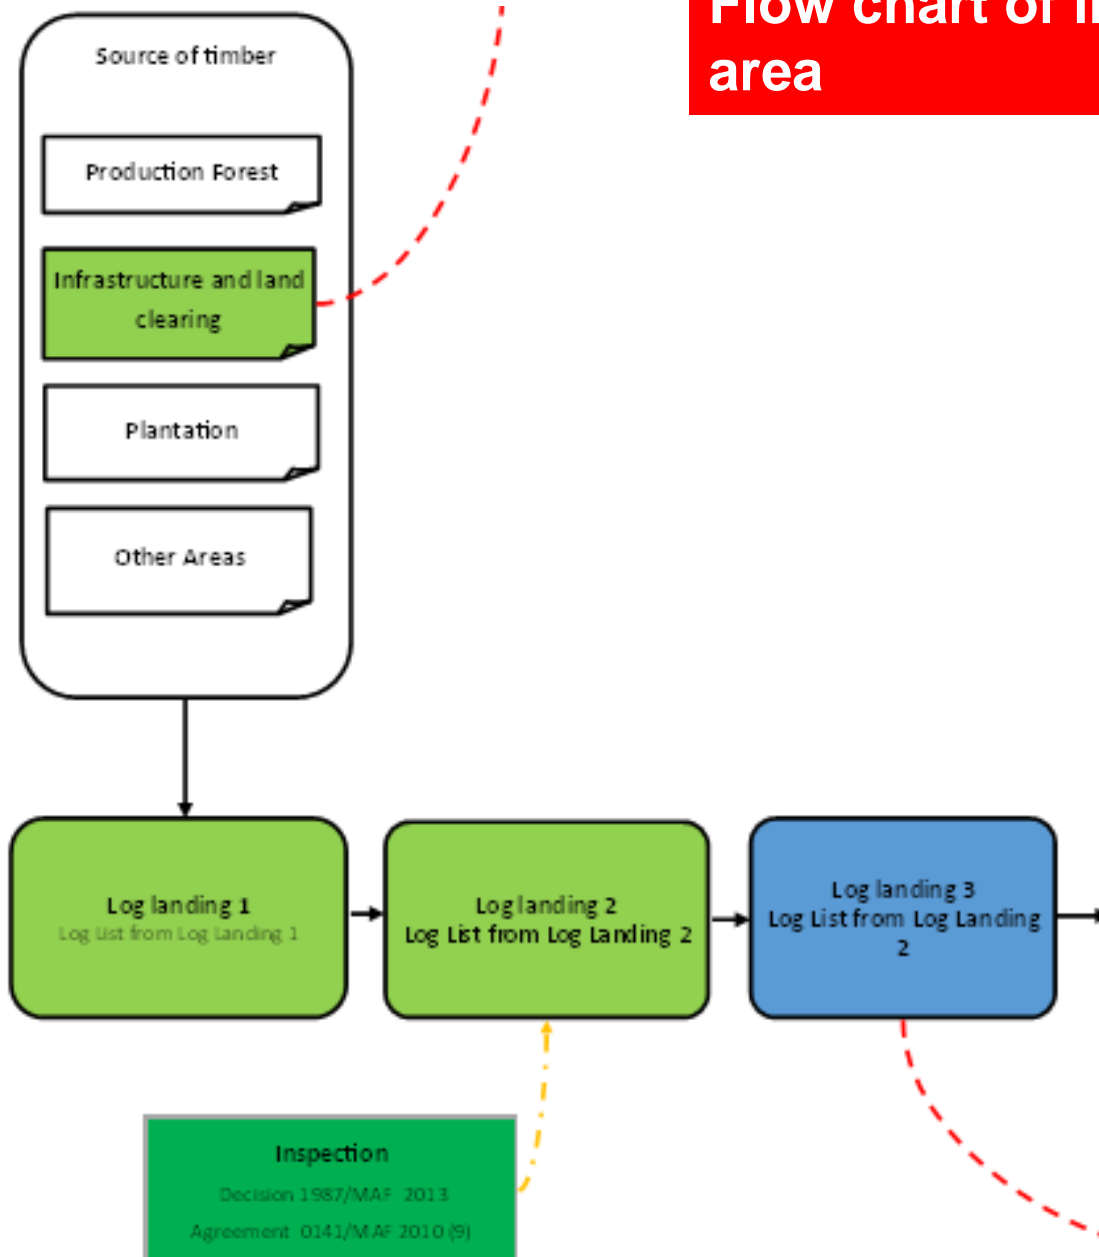 Flow chart of
area
Source of timber
Production Forest
Infrastructure and land
clearing
Plantation
Other Areas
Log landing 1
Log List from Log Landing 1
Log landing 2
Log List from Log Landing 2
Log landing 3
Log List from Log Landing
2
Inspection
Decision 1987/MAF 2013
Agreement 0141/MAF 2010 (9)